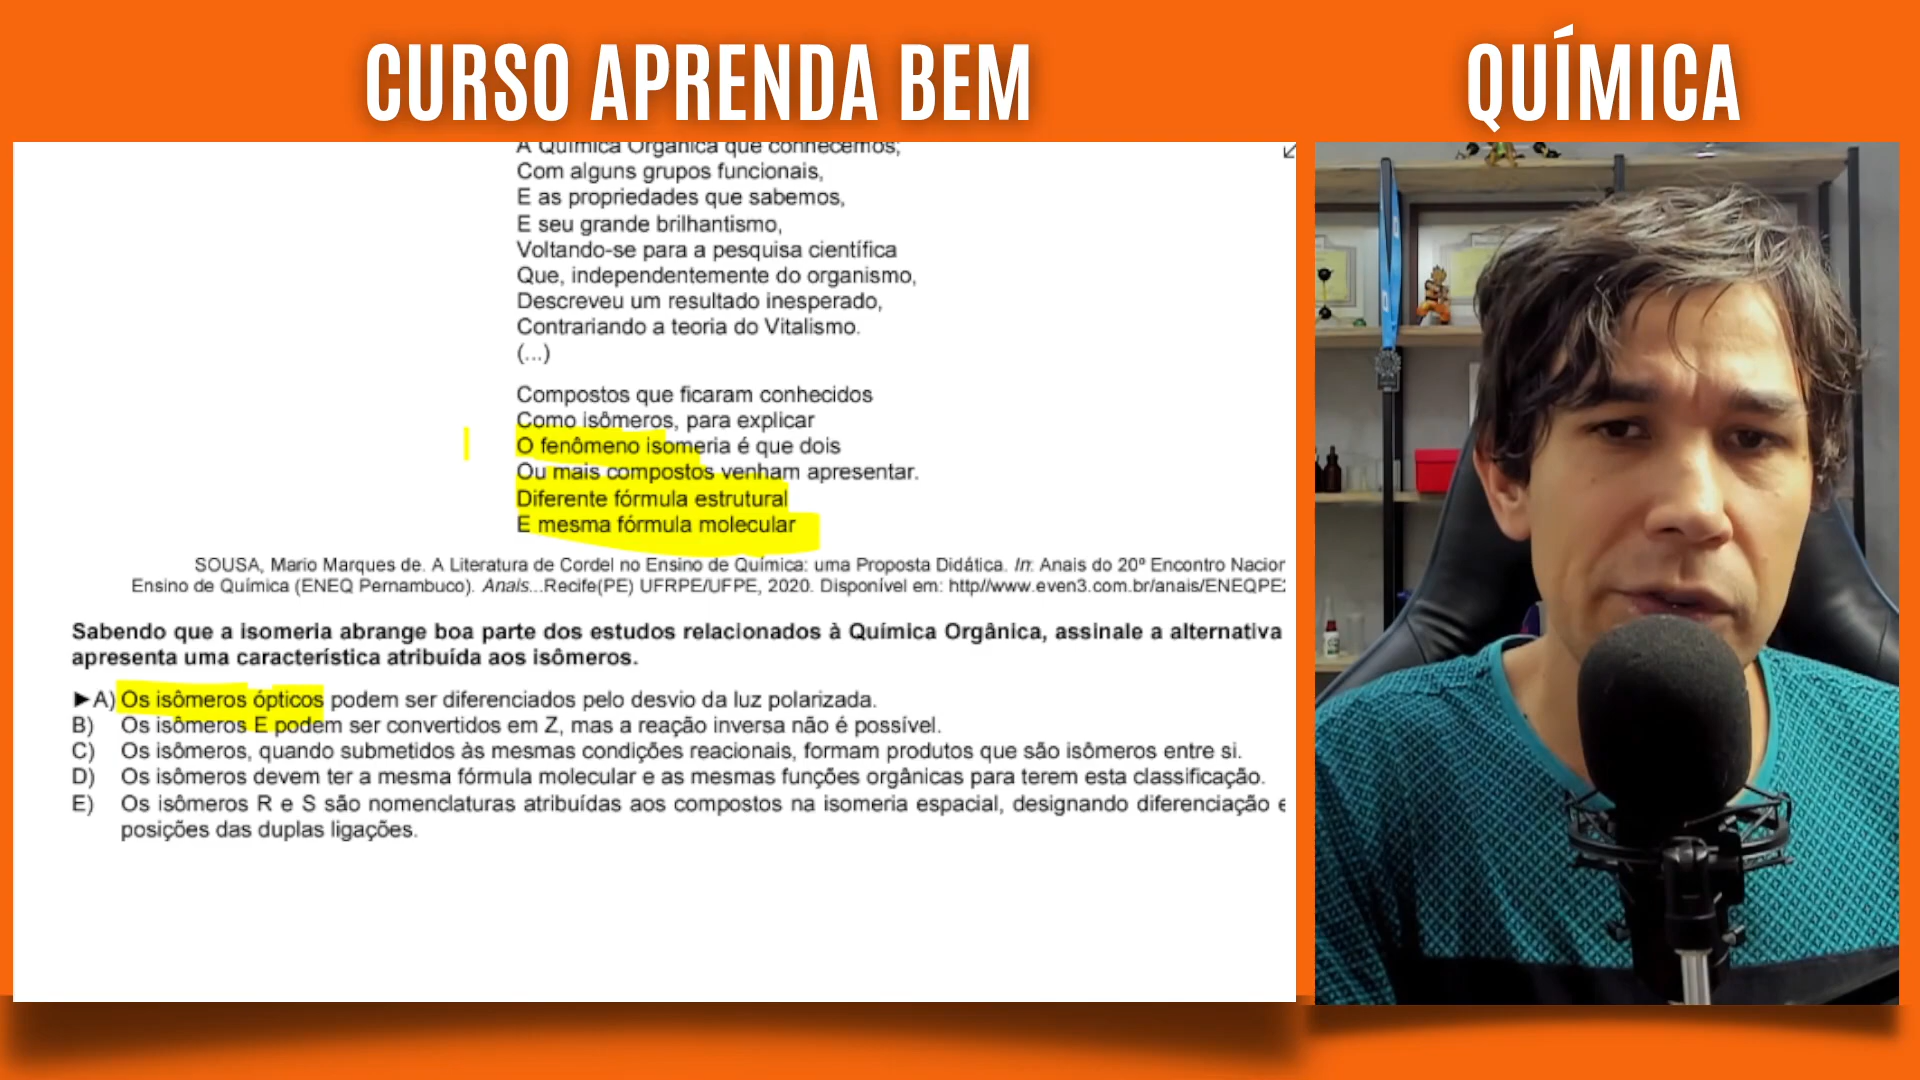 CURSO APRENDA BEM
QUÍMICA
A Química Orgânica que conhecemos;
Com alguns grupos funcionais,
E as propriedades que sabemos,
E seu grande brilhantismo,
Voltando-se para a pesquisa científica
Que, independentemente do organismo,
Descreveu um resultado inesperado,
Contrariando a teoria do Vitalismo.
(...)
Compostos que ficaram conhecidos
Como isômeros, para explicar
O fenômeno isomeria é que dois
Ou mais compostos venham apresentar.
Diferente fórmula estrutural
E mesma fórmula molecular
SOUSA, Mario Marques de. A Literatura de Cordel no Ensino de Química: uma Proposta Didática. In: Anais do 20º Encontro Nacion
Ensino de Química (ENEQ Pernambuco). Anais...Recife(PE) UFRPE/UFPE, 2020. Disponível em: http//www.even3.com.br/anais/ENEQPE2
Sabendo que a isomeria abrange boa parte dos estudos relacionados à Química Orgânica, assinale a alternativa
apresenta uma característica atribuída aos isômeros.
►A) Os isômeros ópticos podem ser diferenciados pelo desvio da luz polarizada.
B) Os isômeros E podem ser convertidos em Z, mas a reação inversa não é possível.
C) Os isômeros, quando submetidos às mesmas condições reacionais, formam produtos que são isômeros entre si.
D) Os isômeros devem ter a mesma fórmula molecular e as mesmas funções orgânicas para terem esta classificação.
E) Os isômeros R e S são nomenclaturas atribuídas aos compostos na isomeria espacial, designando diferenciação e
posições das duplas ligações.